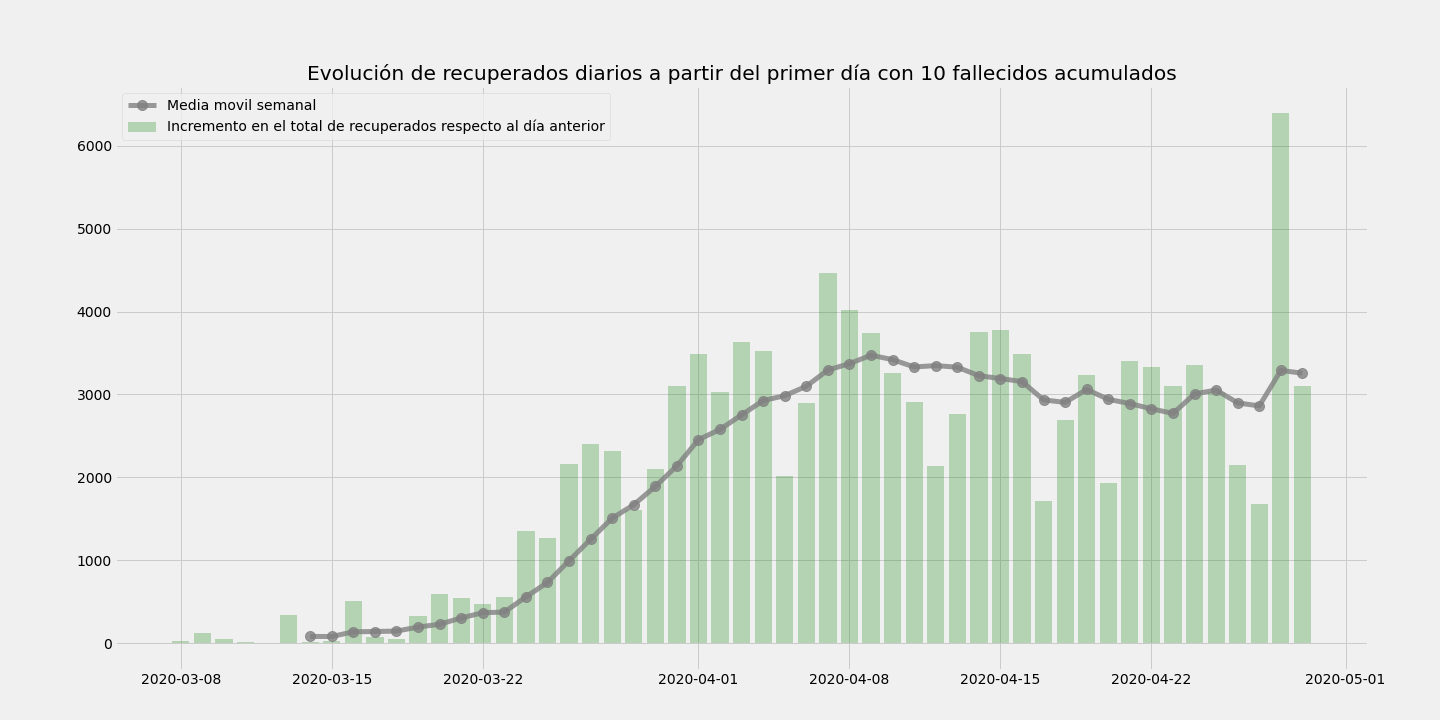 Evolución de recuperados diarios a partir del primer día con 10 fallecidos acumulados
Media movil semanal
Incremento en el total de recuperados respecto al día anterior
6000
5000
4000
3000
2000
1000
0
2020-03-08 2020-03-15 2020-03-22 2020-04-01 2020-04-08 2020-04-15 2020-04-22 2020-05-01